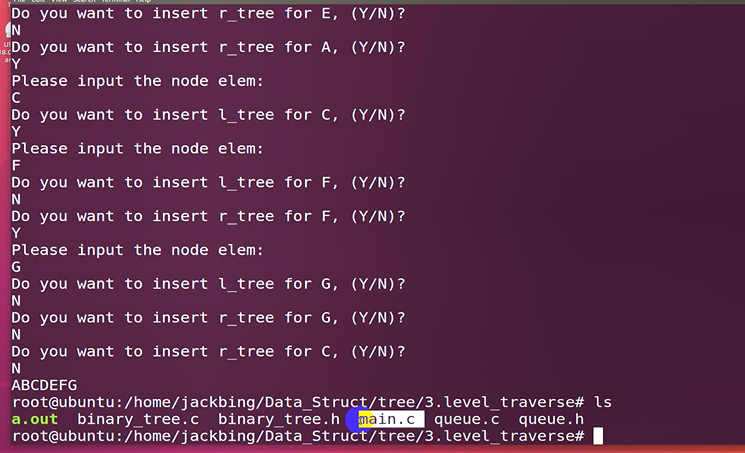 Do you want to insert r_tree for E, (Y/N)?
N
Do you want to insert r_tree for A, (Y/N)?
Y
Please input the node elem:
C
Do you want to insert l_tree for C, (Y/N)?
Y
Please input the node elem:
F
Do you want to insert l_tree for F, (Y/N)?
N
Do you want to insert r_tree for F, (Y/N)?
Y
Please input the node elem:
G
Do you want to insert l_tree for G, (Y/N)?
N
Do you want to insert r_tree for G, (Y/N)?
N
Do you want to insert r_tree for C, (Y/N)?
N
ABCDEFG
root@ubuntu:/home/jackbing/Data_Struct/tree/3.level_traverse# ls
a.out binary_tree.c binary_tree.h main.c queue.c queue.h
root@ubuntu:/home/jackbing/Data_Struct/tree/3.level_traverse#